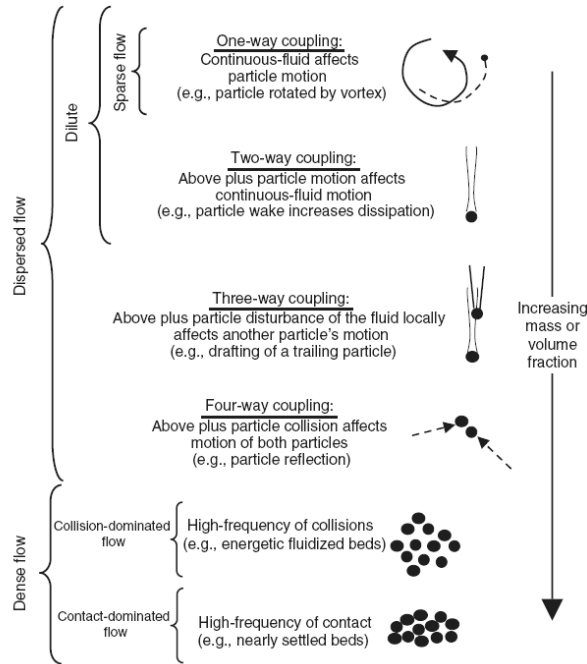 Dispersed flow
Dilute
Sparse flow
One-way coupling:
Continuous-fluid affects
particle motion
(e.g., particle rotated by vortex)
Two-way coupling:
Above plus particle motion affects
continuous-fluid motion
(e.g., particle wake increases dissipation)
Three-way coupling:
Above plus particle disturbance of the fluid locally
affects another particle's motion
(e.g., drafting of a trailing particle)
Four-way coupling:
Above plus particle collision affects
motion of both particles
(e.g., particle reflection)
Increasing
mass or
volume
fraction
Dense flow
Collision-dominated
flow
High-frequency of collisions
(e.g., energetic fluidized beds)
Contact-dominated
flow
High-frequency of contact
(e.g., nearly settled beds)